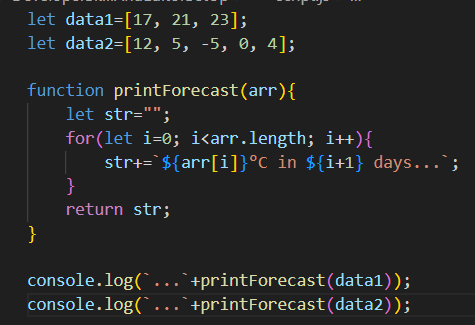 let data1=[17, 21, 23];
let data2=[12, 5, -5, 0, 4];
function printForecast(arr){
let str="";
for(let i=0; i<arr.length; i++){
str+=`${arr[i]}ºC in ${i+1} days...`;
}
return str;
}
console.log(`...`+printForecast(data1));
console.log(`...`+printForecast(data2));